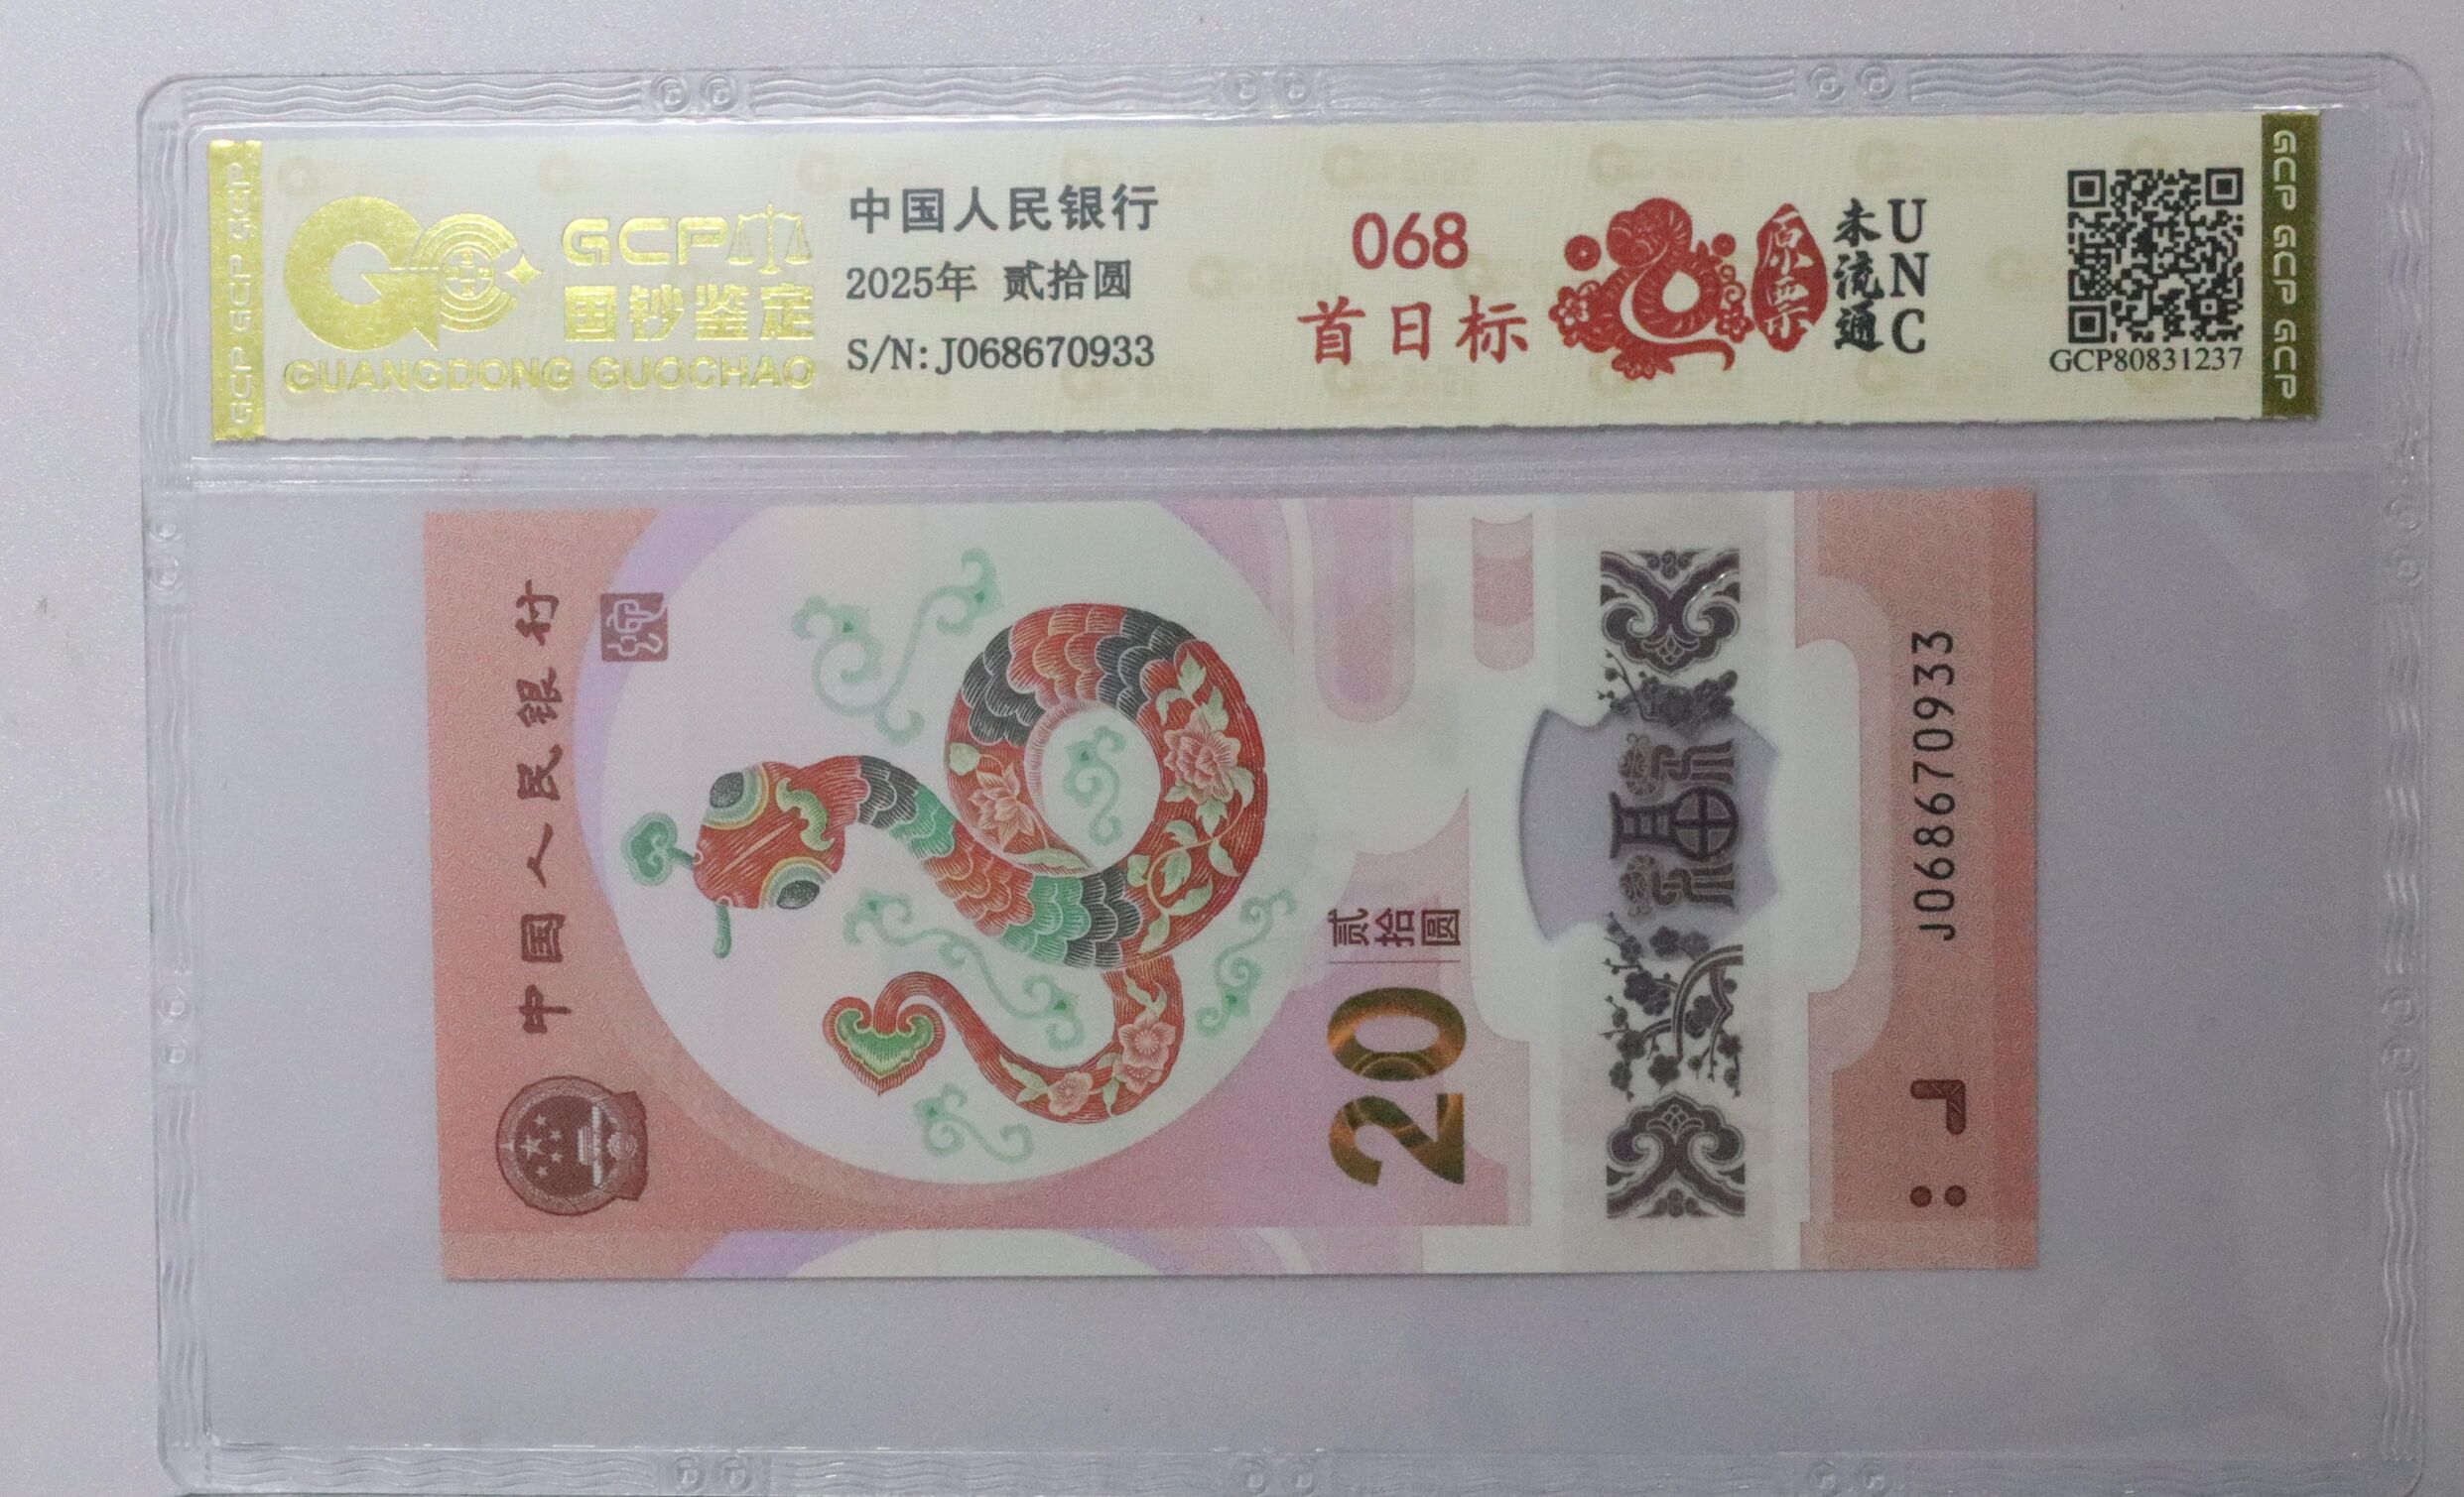 GCP GCP GCP
GCP
国钞鉴定
GUANGDONG GUOCHAO
中国人民银行
2025年 贰拾圆
S/N: J068670933
068
首日标
原票
未流通
UNC
GCP80831237
GCP GCP GCP
中国人民银行
贰拾圆
20
福
J068670933
J